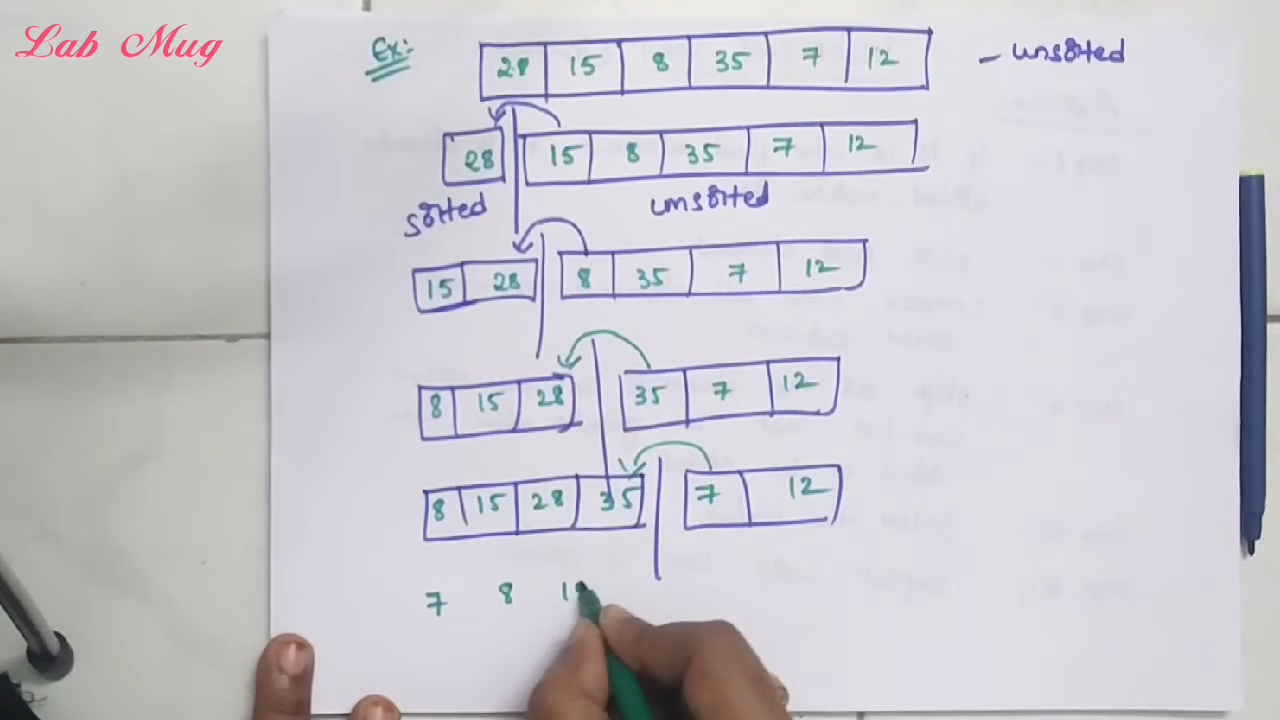 Lab Mug
Ex:- 28 15 8 35 7 12 - unsorted
28 15 8 35 7 12
sorted unsorted
15 28 8 35 7 12
8 15 28 35 7 12
8 15 28 35 7 12
7 8